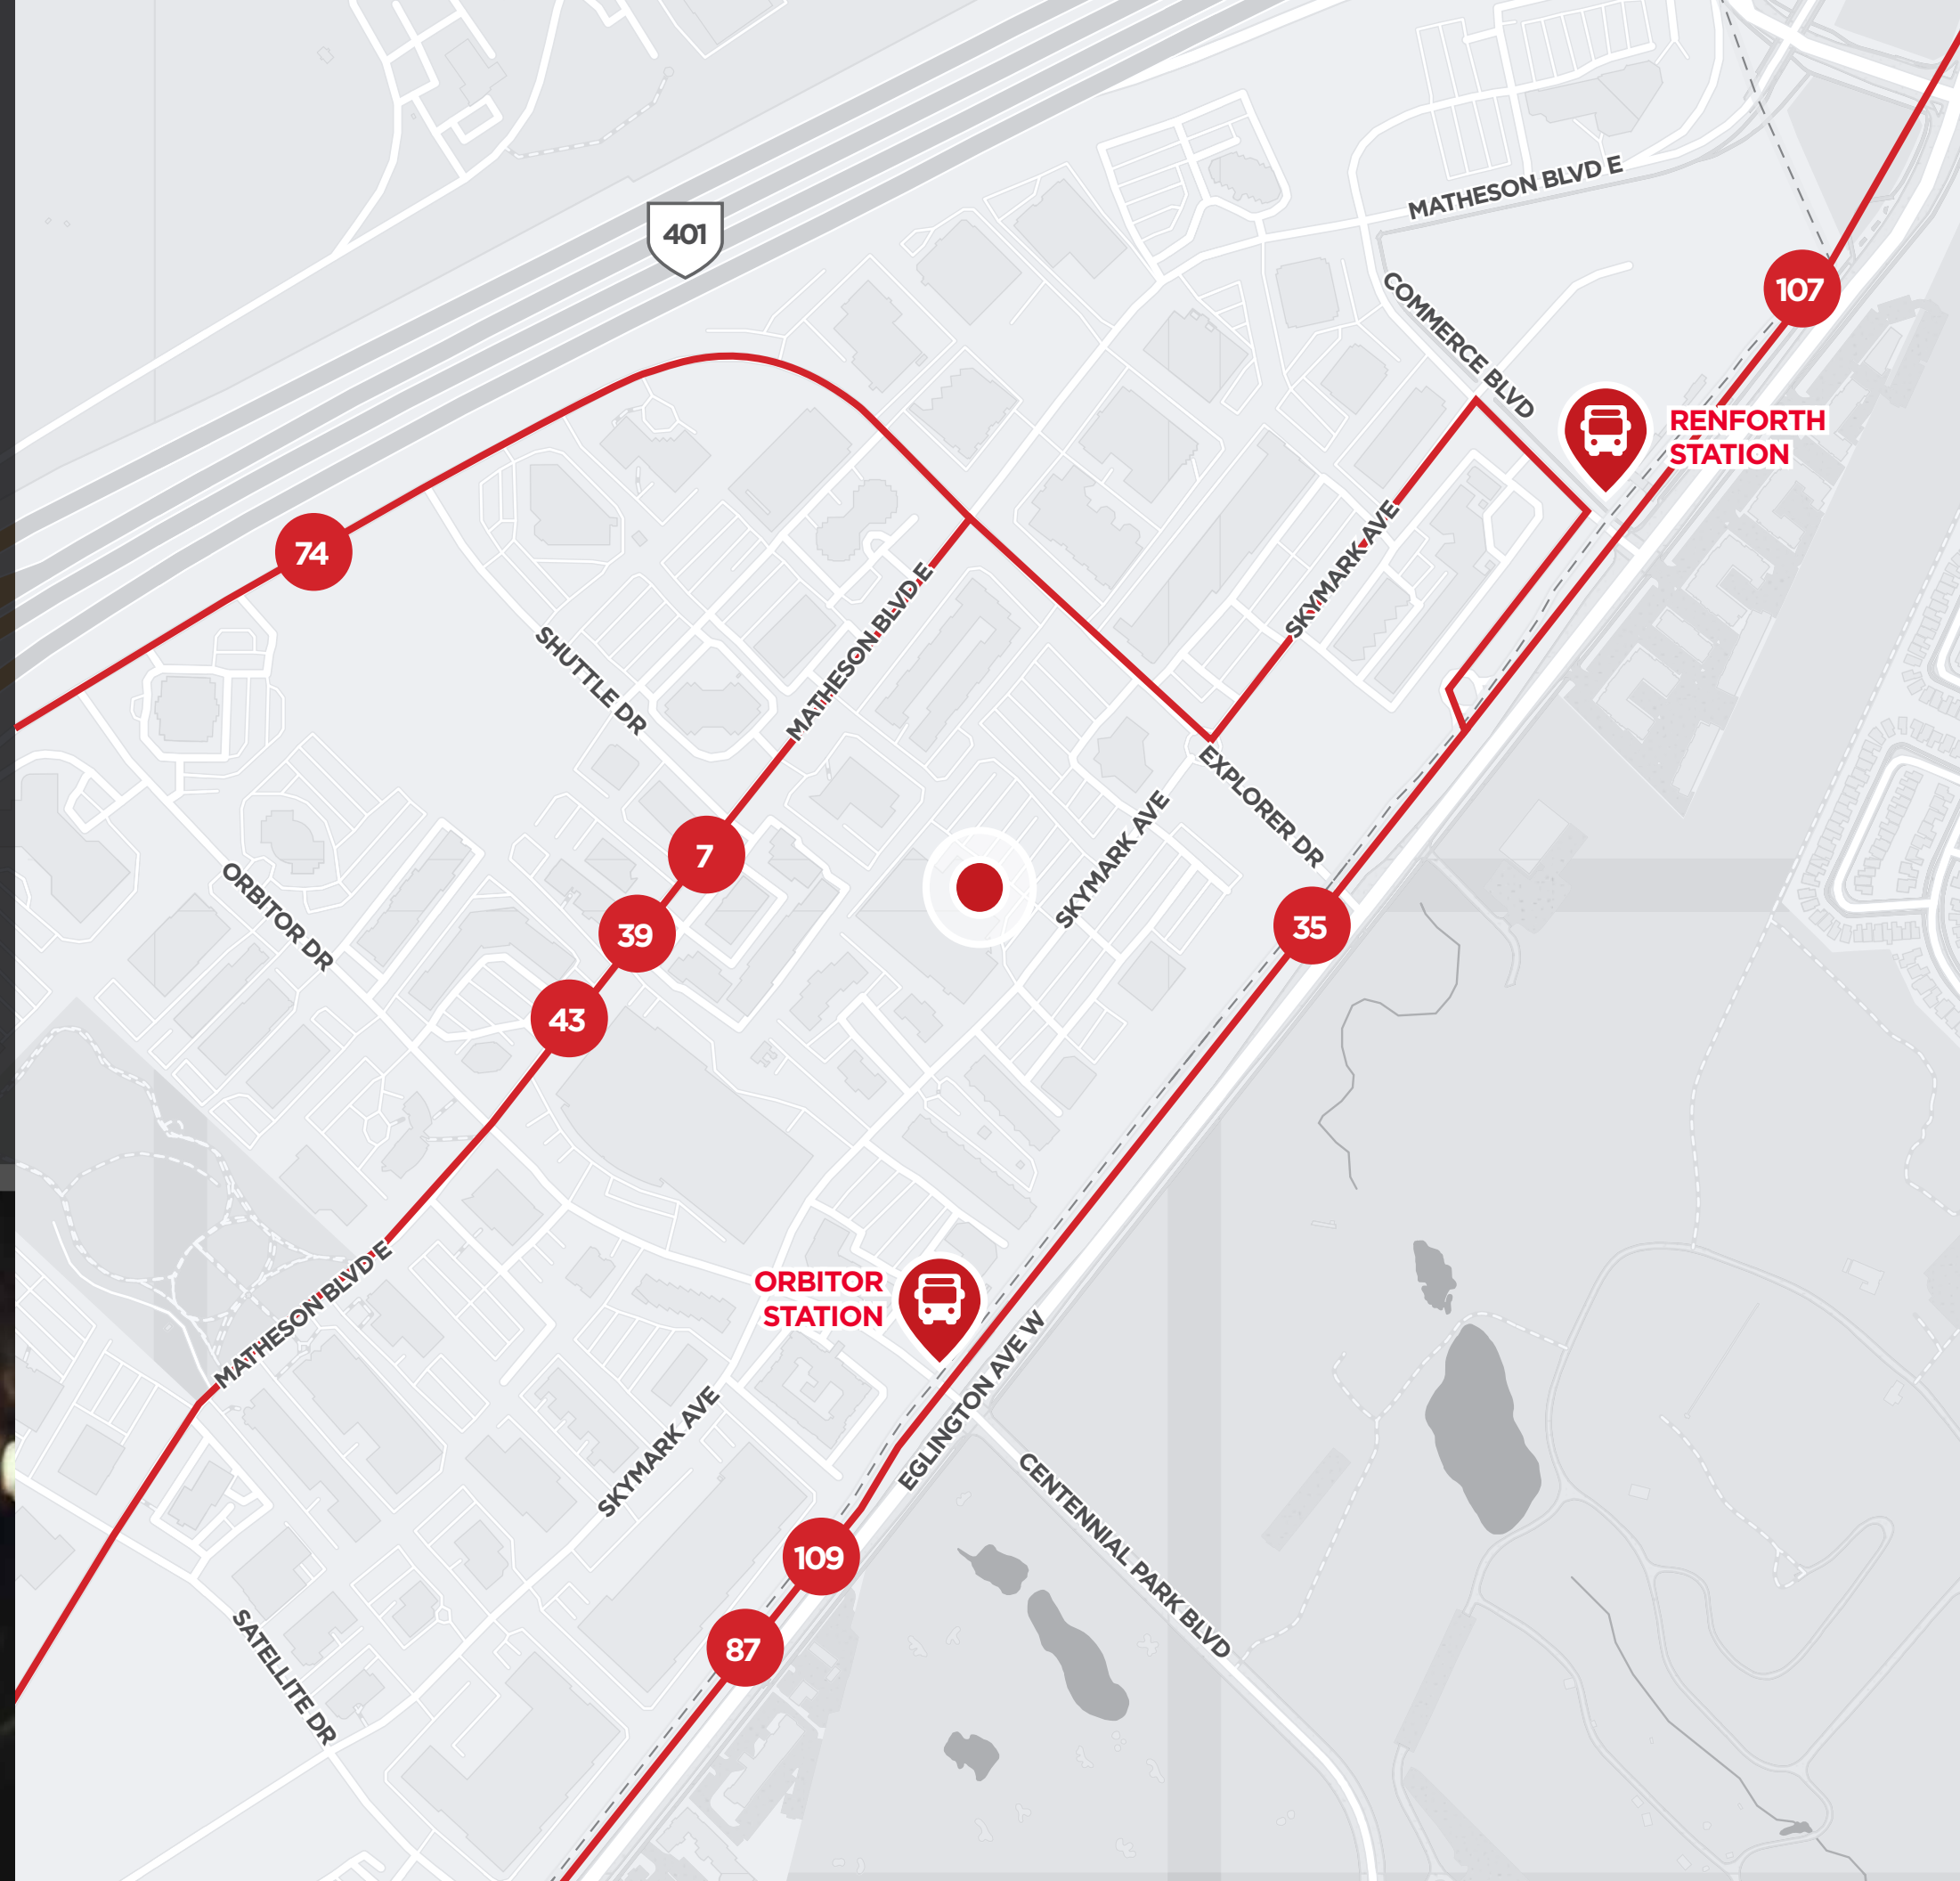 MATHESON BLVD E
401
COMMERCE BLVD
107
RENFORTH
STATION
SKYMARK AVE
74
MATHESON BLVD E
SHUTTLE DR
EXPLORER DR
7
SKYMARK AVE
ORBITOR DR
39
35
43
MATHESON BLVD E
ORBITOR
STATION
EGLINGTON AVE W
SKYMARK AVE
CENTENNIAL PARK BLVD
109
87
SATELLITE DR